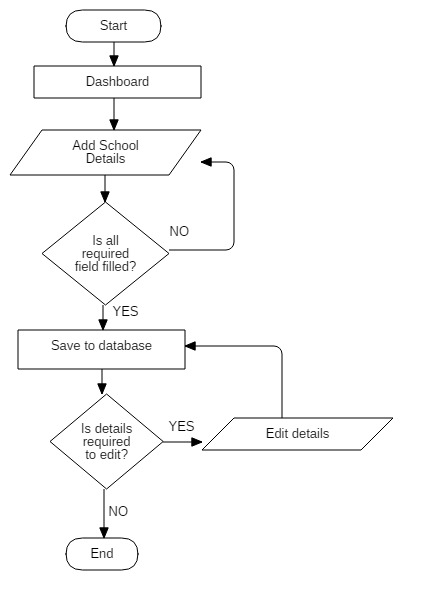 Start
Dashboard
Add School
Details
NO
Is all
required
field filled?
YES
Save to database
Is details
required
to edit?
YES
Edit details
NO
End